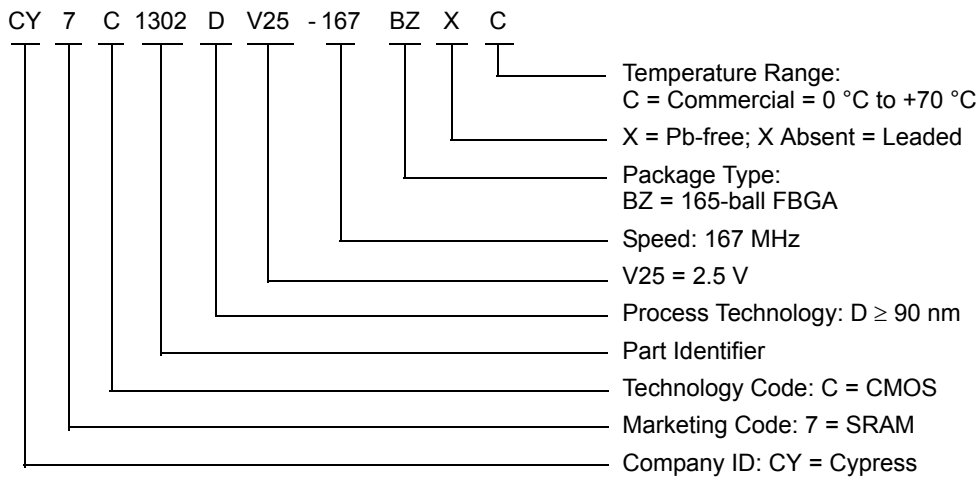 CY 7 C 1302 D V25 - 167 BZ X C
Temperature Range:
C = Commercial = 0 °C to +70 °C
X = Pb-free; X Absent = Leaded
Package Type:
BZ = 165-ball FBGA
Speed: 167 MHz
V25 = 2.5 V
Process Technology: D ≥ 90 nm
Part Identifier
Technology Code: C = CMOS
Marketing Code: 7 = SRAM
Company ID: CY = Cypress